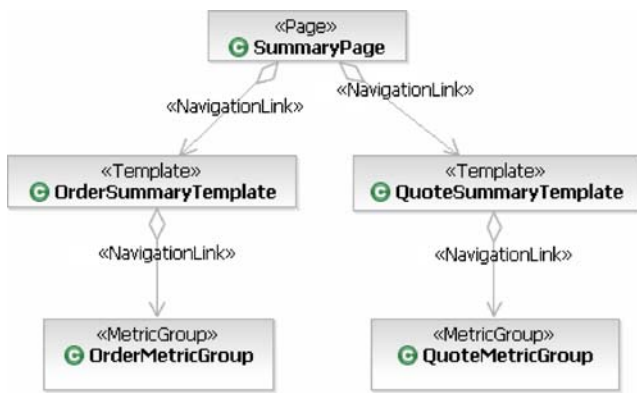 «Page»
C SummaryPage
«NavigationLink»
«NavigationLink»
«Template»
C OrderSummaryTemplate
«Template»
C QuoteSummaryTemplate
«NavigationLink»
«NavigationLink»
«MetricGroup»
C OrderMetricGroup
«MetricGroup»
C QuoteMetricGroup